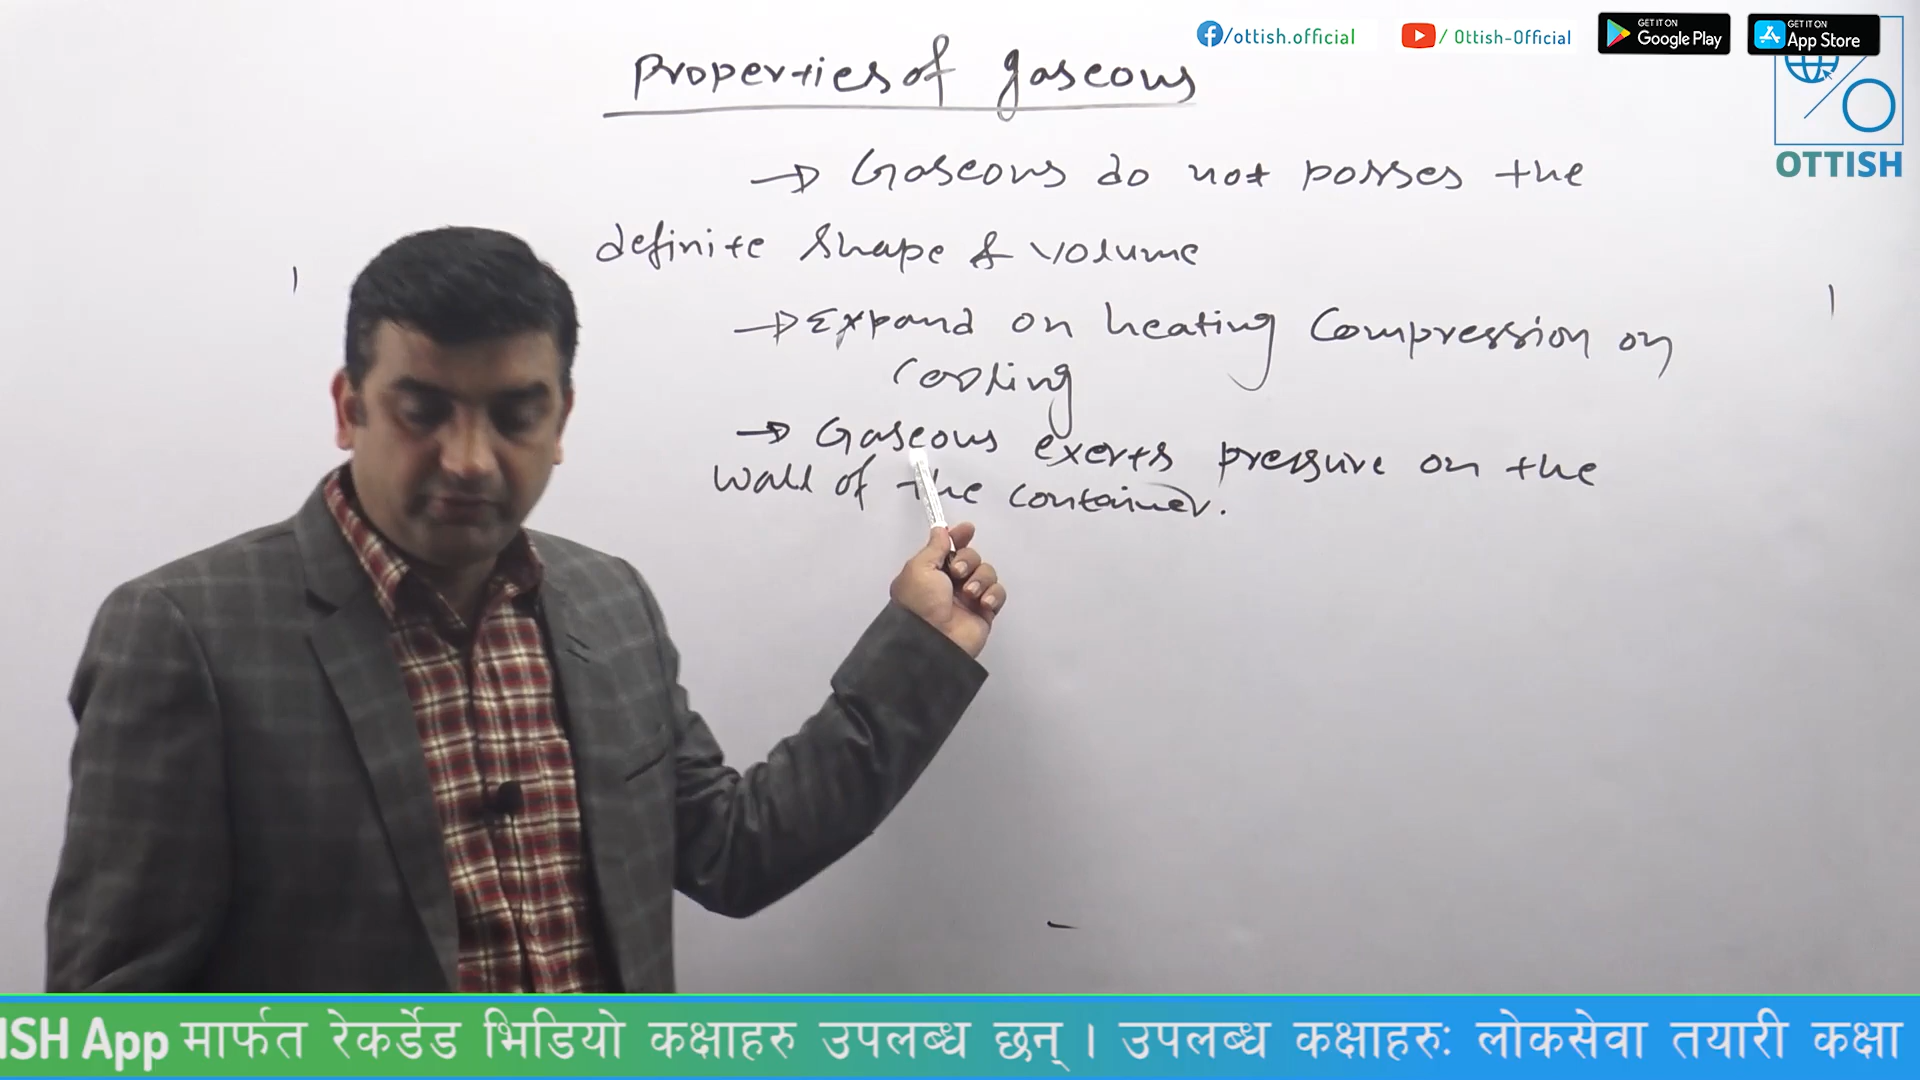 /ottish.official
/ Ottish-Official
GET IT ON
Google Play
GET IT ON
App Store
OTTISH
Properties of gaseous
→ Gaseous do not posses the
definite shape & volume
→ Expand on heating Compression on
cooling
→ Gaseous exerts pressure on the
wall of the container.
ISH App मार्फत रेकर्डेड भिडियो कक्षाहरु उपलब्ध छन् । उपलब्ध कक्षाहरुः लोकसेवा तयारी कक्षा